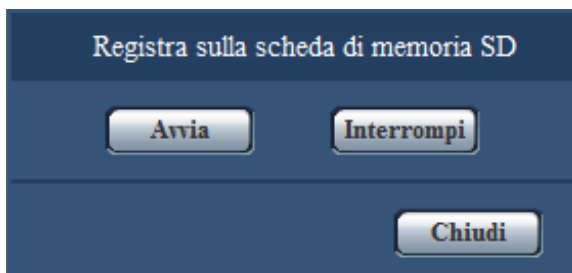 Registra sulla scheda di memoria SD
Avvia Interrompi
Chiudi